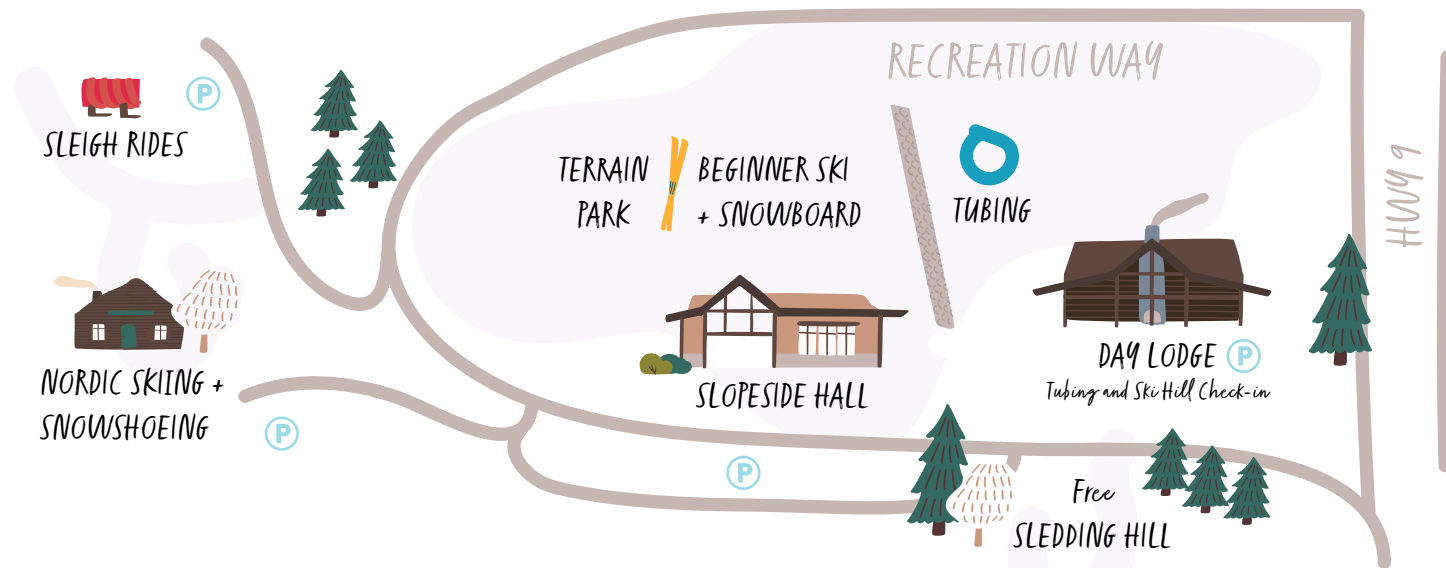 RECREATION WAY
P
SLEIGH RIDES
TERRAIN
PARK
BEGINNER SKI
+ SNOWBOARD
TUBING
HWY 9
NORDIC SKIING +
SNOWSHOEING
P
SLOPESIDE HALL
DAY LODGE P
Tubing and Ski Hill Check-in
P
Free
SLEDDING HILL